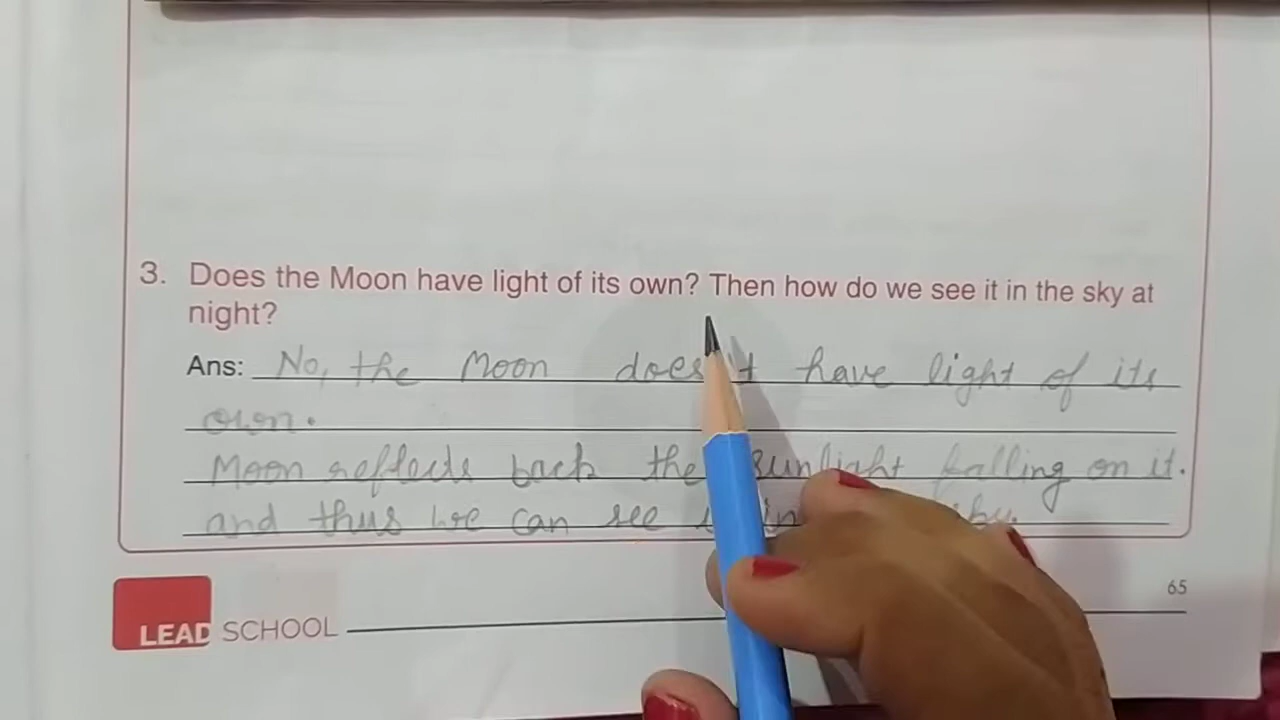 3. Does the Moon have light of its own? Then how do we see it in the sky at
night?
Ans: No, the Moon doesn't have light of its
own.
Moon reflects back the sunlight falling on it.
and thus we can see in
LEAD SCHOOL
65